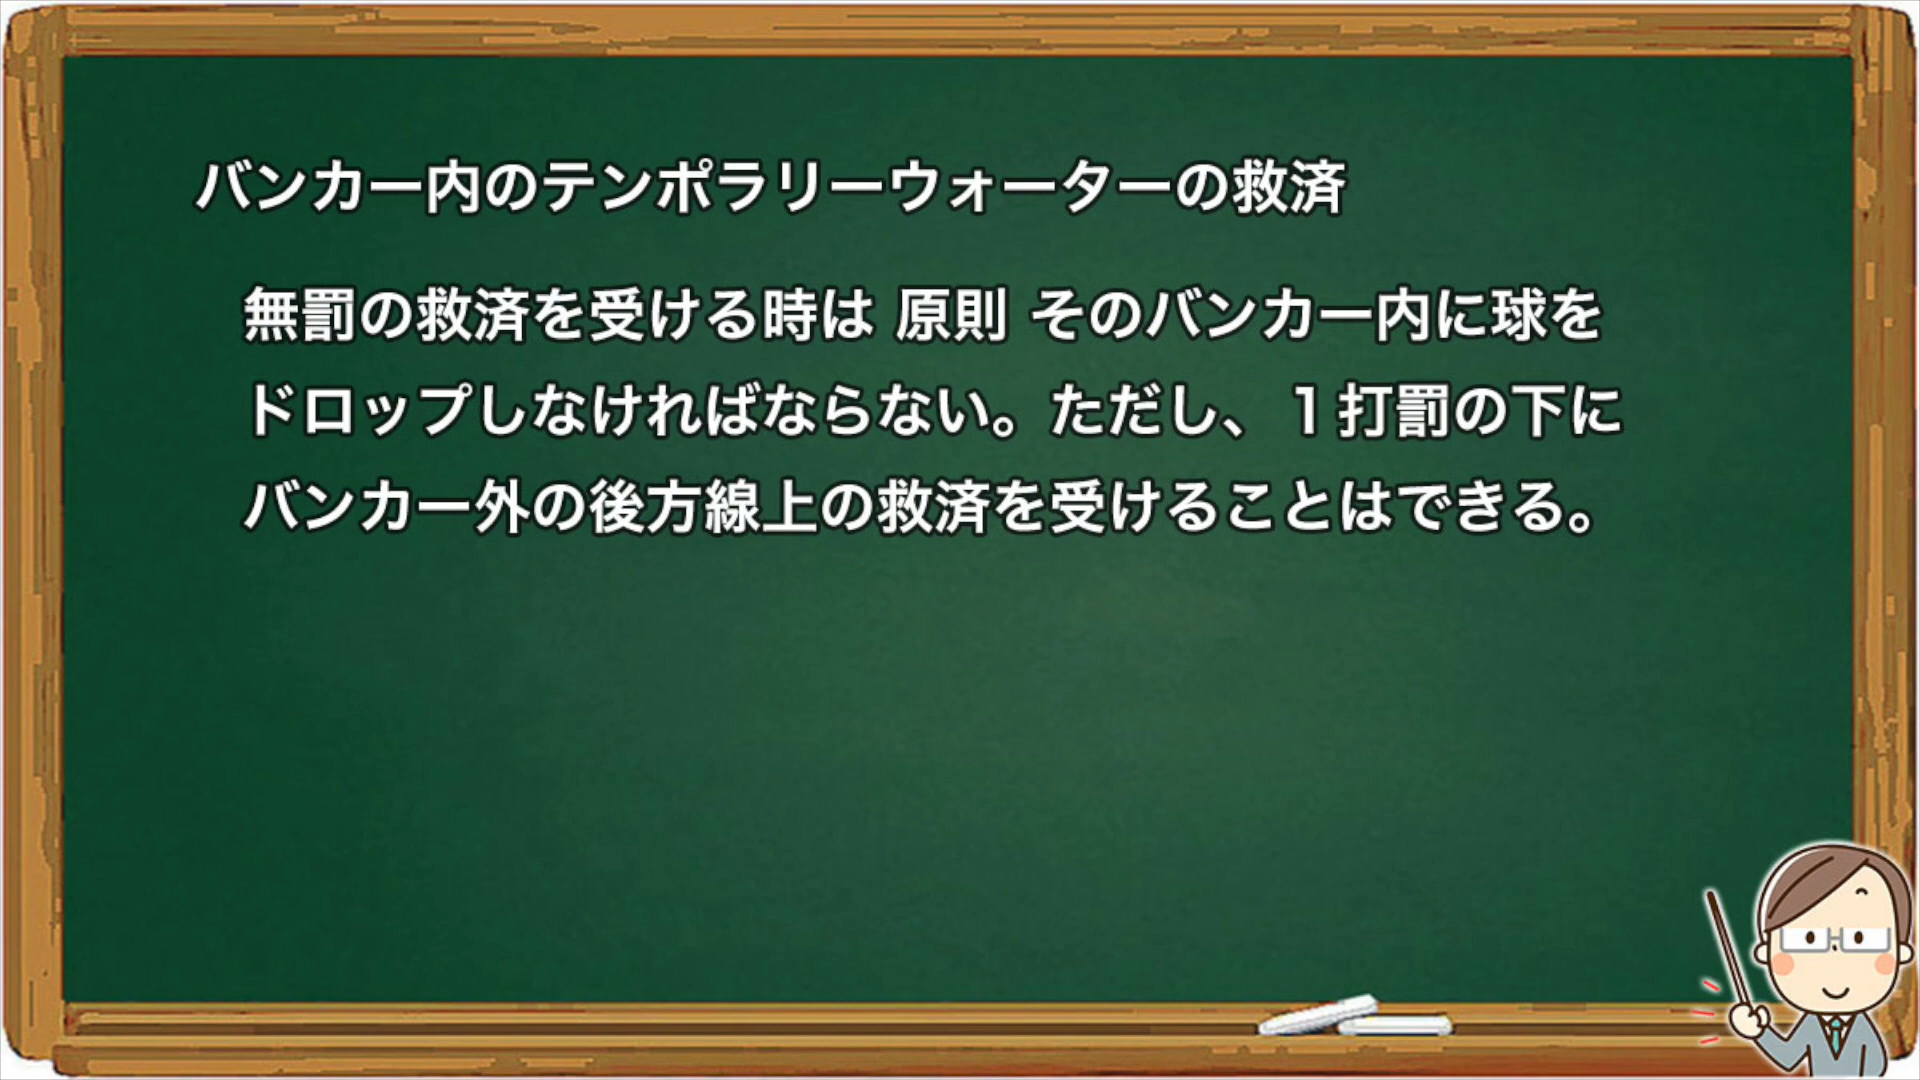 バンカー内のテンポラリーウォーターの救済
無罰の救済を受ける時は 原則 そのバンカー内に球を
ドロップしなければならない。ただし、１打罰の下に
バンカー外の後方線上の救済を受けることはできる。